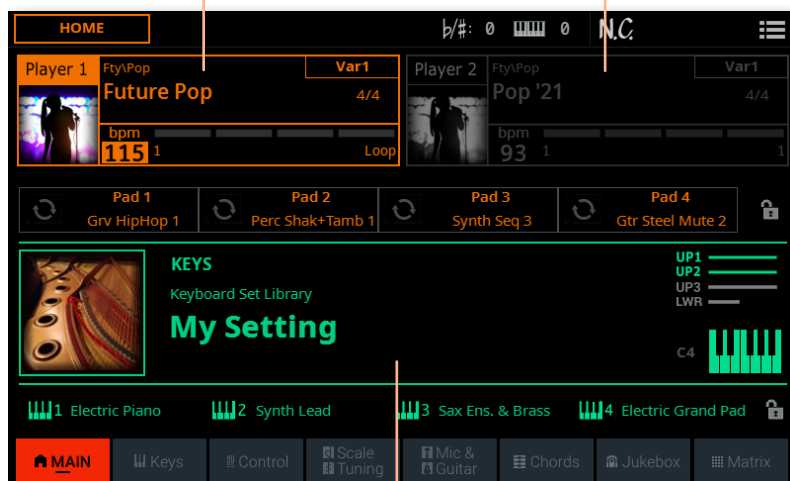 HOME
b/#: 0 0 N.C.
Player 1 Fty\Pop Var1
Future Pop 4/4
bpm
115 1 Loop
Player 2 Fty\Pop Var1
Pop '21 4/4
bpm
93 1 1
Pad 1 Pad 2 Pad 3 Pad 4
Grv HipHop 1 Perc Shak+Tamb 1 Synth Seq 3 Gtr Steel Mute 2
KEYS
Keyboard Set Library
My Setting
UP1
UP2
UP3
LWR
C4
1 Electric Piano 2 Synth Lead 3 Sax Ens. & Brass 4 Electric Grand Pad
MAIN Keys Control Scale Tuning Mic & Guitar Chords Jukebox Matrix